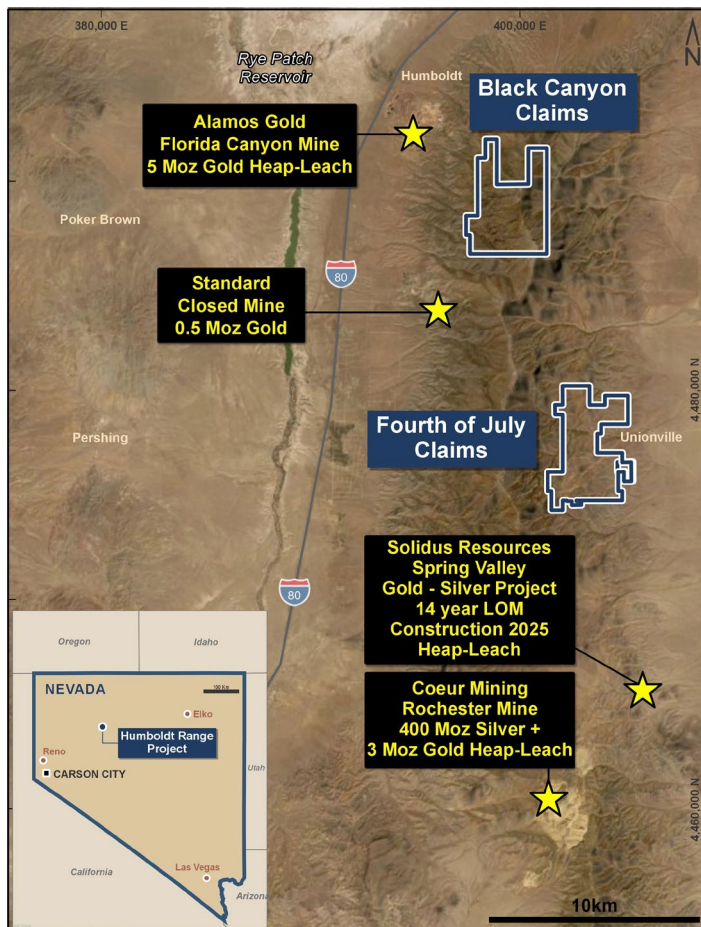 380,000 E
400,000 E
N
Rye Patch
Reservoir
Humboldt
Black Canyon
Claims
Alamos Gold
Florida Canyon Mine
5 Moz Gold Heap-Leach
Poker Brown
80
Standard
Closed Mine
0.5 Moz Gold
4,480,000 N
Fourth of July
Claims
Unionville
Pershing
Solidus Resources
Spring Valley
Gold - Silver Project
14 year LOM
Construction 2025
Heap-Leach
80
Coeur Mining
Rochester Mine
400 Moz Silver +
3 Moz Gold Heap-Leach
4,460,000 N
10km
Oregon
Idaho
NEVADA
100 Km
Elko
Humboldt Range
Project
Reno
CARSON CITY
Utah
California
Las Vegas
Arizona